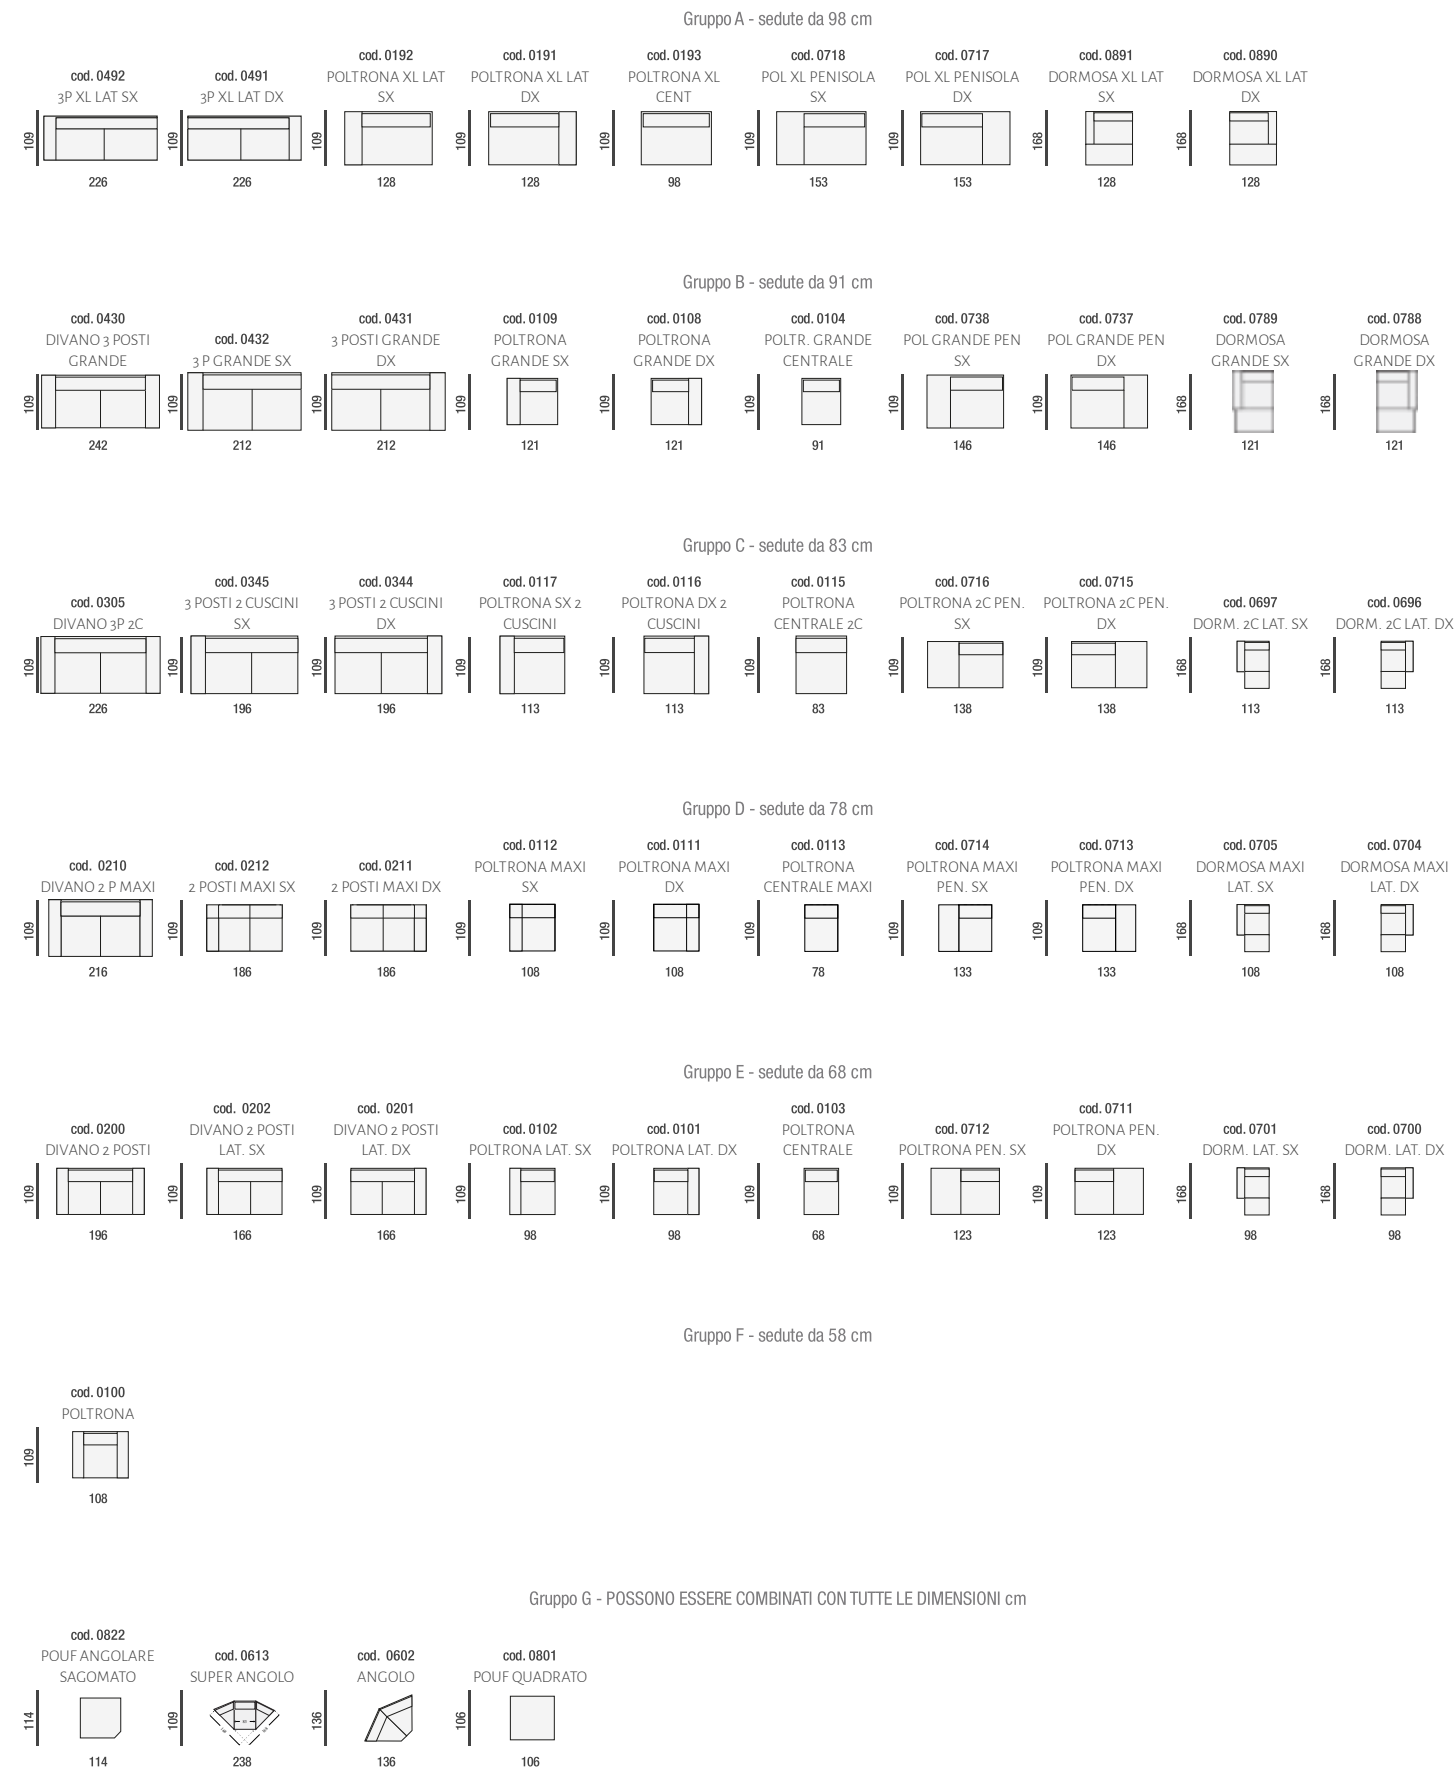 Gruppo A - sedute da 98 cm
cod. 0492
3P XL LAT SX
109
226
cod. 0491
3P XL LAT DX
109
226
cod. 0192
POLTRONA XL LAT
SX
109
128
cod. 0191
POLTRONA XL LAT
DX
109
128
cod. 0193
POLTRONA XL
CENT
109
98
cod. 0718
POL XL PENISOLA
SX
109
153
cod. 0717
POL XL PENISOLA
DX
109
153
cod. 0891
DORMOSA XL LAT
SX
168
128
cod. 0890
DORMOSA XL LAT
DX
168
128
Gruppo B - sedute da 91 cm
cod. 0430
DIVANO 3 POSTI
GRANDE
109
242
cod. 0432
3 P GRANDE SX
109
212
cod. 0431
3 POSTI GRANDE
DX
109
212
cod. 0109
POLTRONA
GRANDE SX
109
121
cod. 0108
POLTRONA
GRANDE DX
109
121
cod. 0104
POLTR. GRANDE
CENTRALE
109
91
cod. 0738
POL GRANDE PEN
SX
109
146
cod. 0737
POL GRANDE PEN
DX
109
146
cod. 0789
DORMOSA
GRANDE SX
168
121
cod. 0788
DORMOSA
GRANDE DX
168
121
Gruppo C - sedute da 83 cm
cod. 0305
DIVANO 3P 2C
109
226
cod. 0345
3 POSTI 2 CUSCINI
SX
109
196
cod. 0344
3 POSTI 2 CUSCINI
DX
109
196
cod. 0117
POLTRONA SX 2
CUSCINI
109
113
cod. 0116
POLTRONA DX 2
CUSCINI
109
113
cod. 0115
POLTRONA
CENTRALE 2C
109
83
cod. 0716
POLTRONA 2C PEN.
SX
109
138
cod. 0715
POLTRONA 2C PEN.
DX
109
138
cod. 0697
DORM. 2C LAT. SX
168
113
cod. 0696
DORM. 2C LAT. DX
168
113
Gruppo D - sedute da 78 cm
cod. 0210
DIVANO 2 P MAXI
109
216
cod. 0212
2 POSTI MAXI SX
109
186
cod. 0211
2 POSTI MAXI DX
109
186
cod. 0112
POLTRONA MAXI
SX
109
108
cod. 0111
POLTRONA MAXI
DX
109
108
cod. 0113
POLTRONA
CENTRALE MAXI
109
78
cod. 0714
POLTRONA MAXI
PEN. SX
109
133
cod. 0713
POLTRONA MAXI
PEN. DX
109
133
cod. 0705
DORMOSA MAXI
LAT. SX
168
108
cod. 0704
DORMOSA MAXI
LAT. DX
168
108
Gruppo E - sedute da 68 cm
cod. 0200
DIVANO 2 POSTI
109
196
cod. 0202
DIVANO 2 POSTI
LAT. SX
109
166
cod. 0201
DIVANO 2 POSTI
LAT. DX
109
166
cod. 0102
POLTRONA LAT. SX
109
98
cod. 0101
POLTRONA LAT. DX
109
98
cod. 0103
POLTRONA
CENTRALE
109
68
cod. 0712
POLTRONA PEN. SX
109
123
cod. 0711
POLTRONA PEN.
DX
109
123
cod. 0701
DORM. LAT. SX
168
98
cod. 0700
DORM. LAT. DX
168
98
Gruppo F - sedute da 58 cm
cod. 0100
POLTRONA
109
108
Gruppo G - POSSONO ESSERE COMBINATI CON TUTTE LE DIMENSIONI cm
cod. 0822
POUF ANGOLARE
SAGOMATO
114
114
cod. 0613
SUPER ANGOLO
109
238
cod. 0602
ANGOLO
136
136
cod. 0801
POUF QUADRATO
106
106